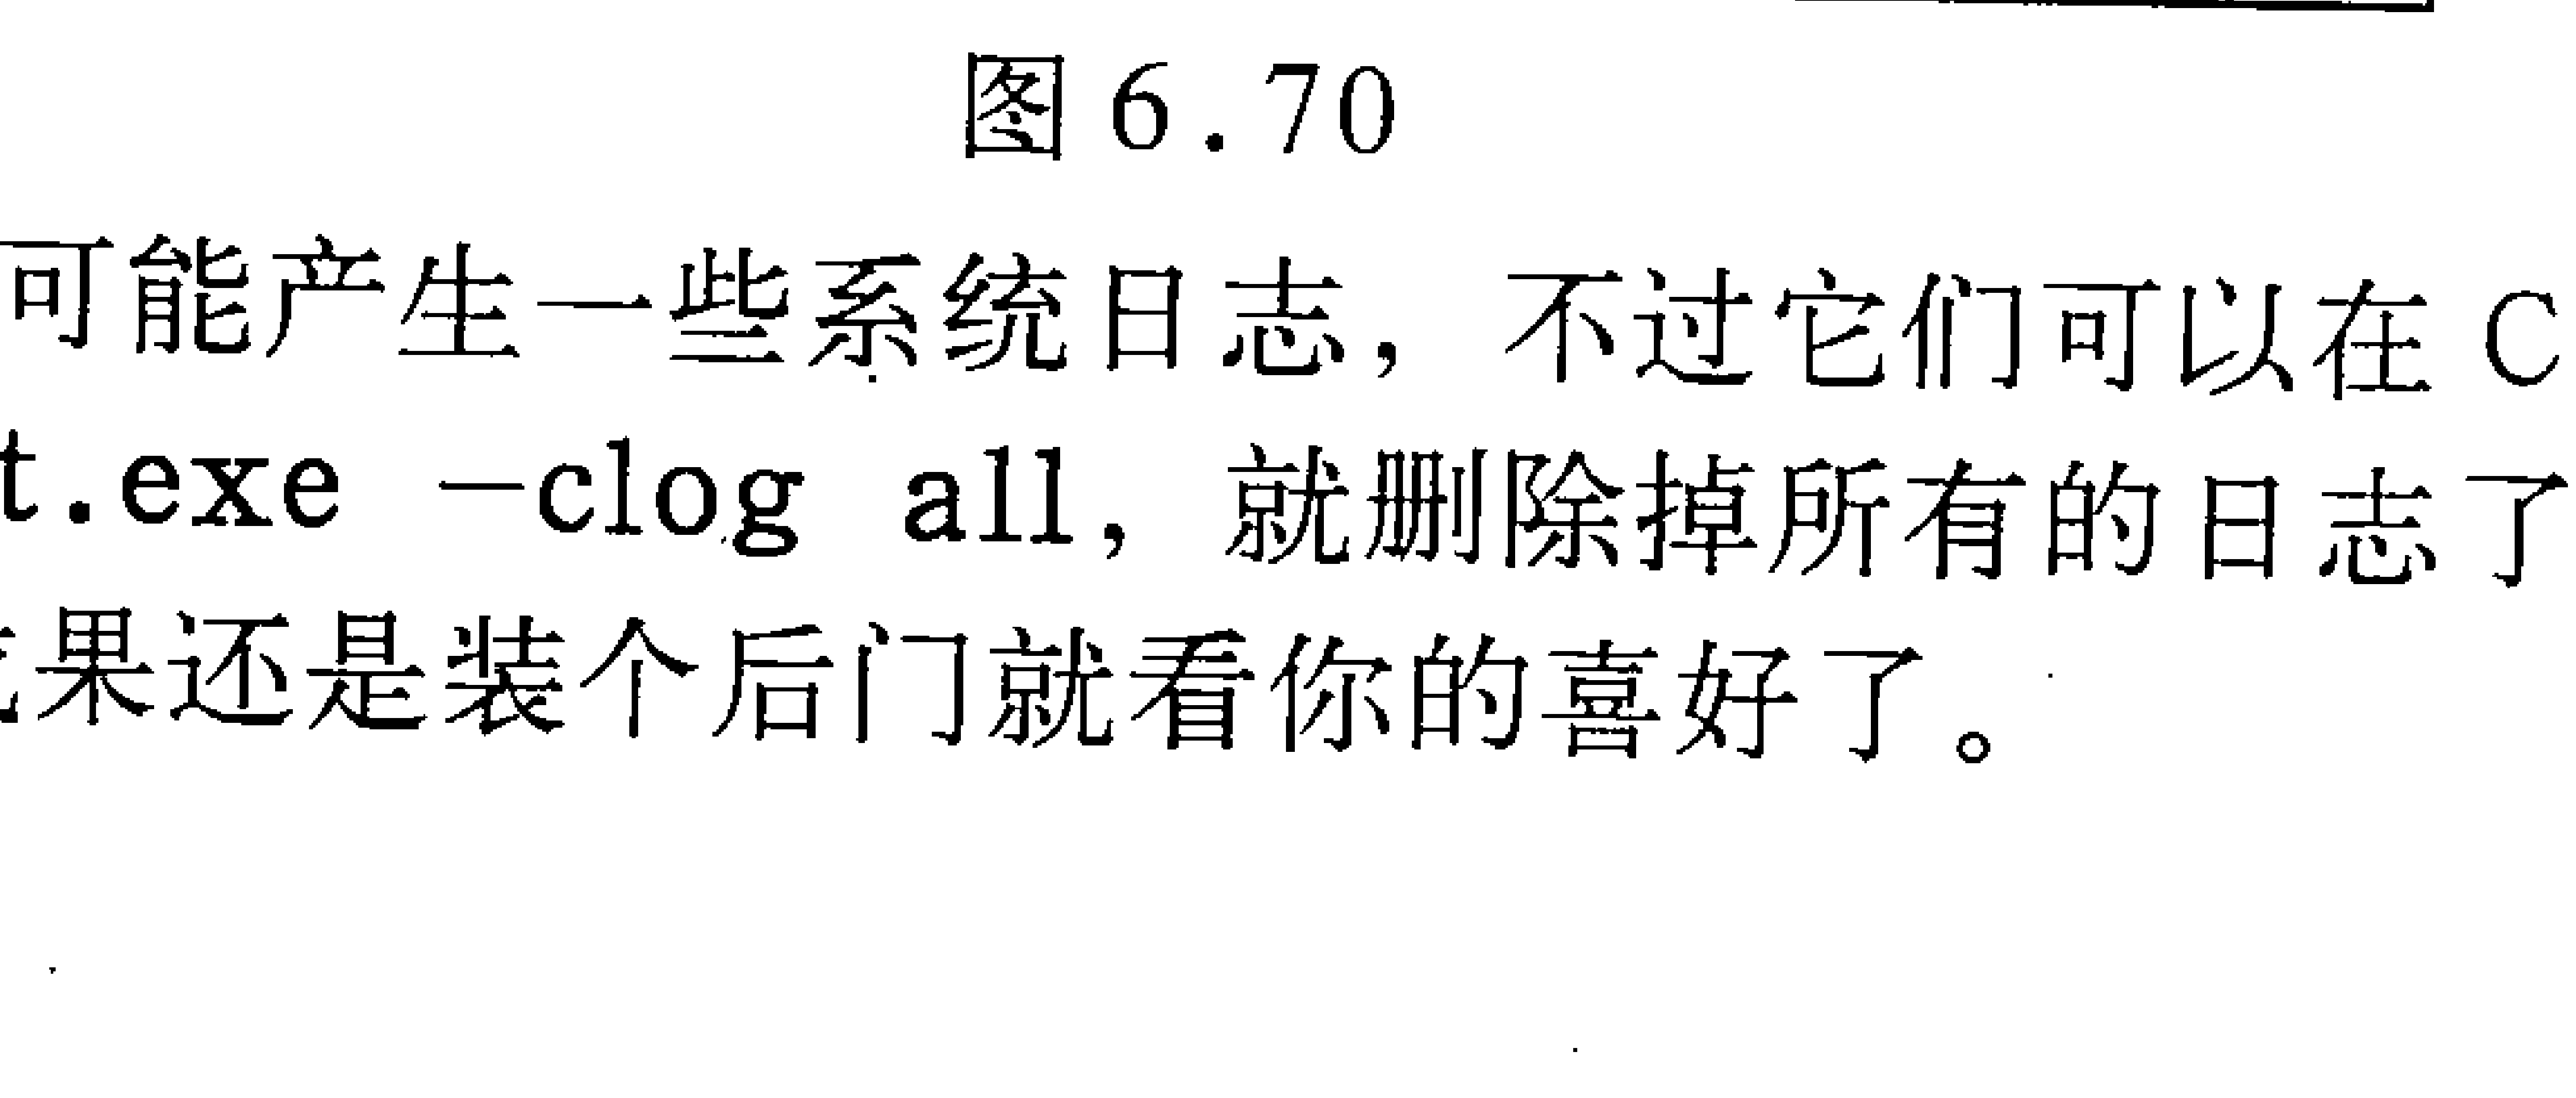 图 6.70
可能产生一些系统日志，不过它们可以在 C
t.exe －clog all，就删除掉所有的日志了
果还是装个后门就看你的喜好了。